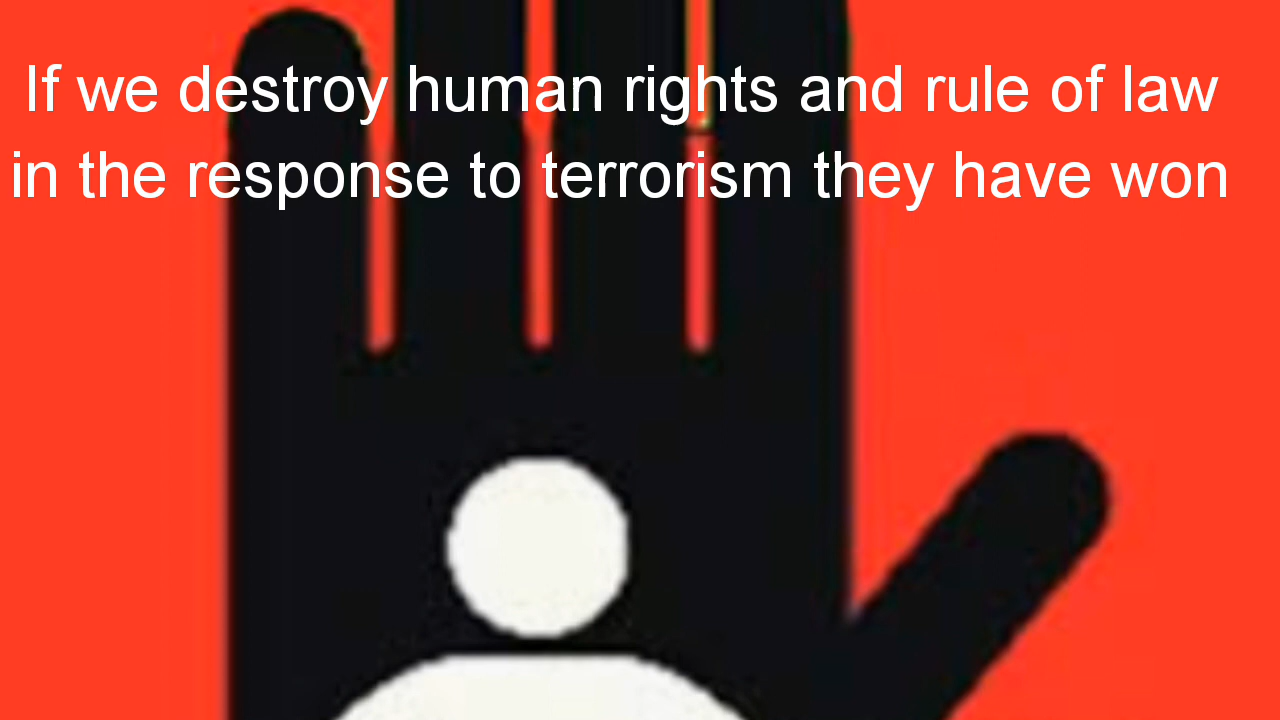 If we destroy human rights and rule of law
in the response to terrorism they have won